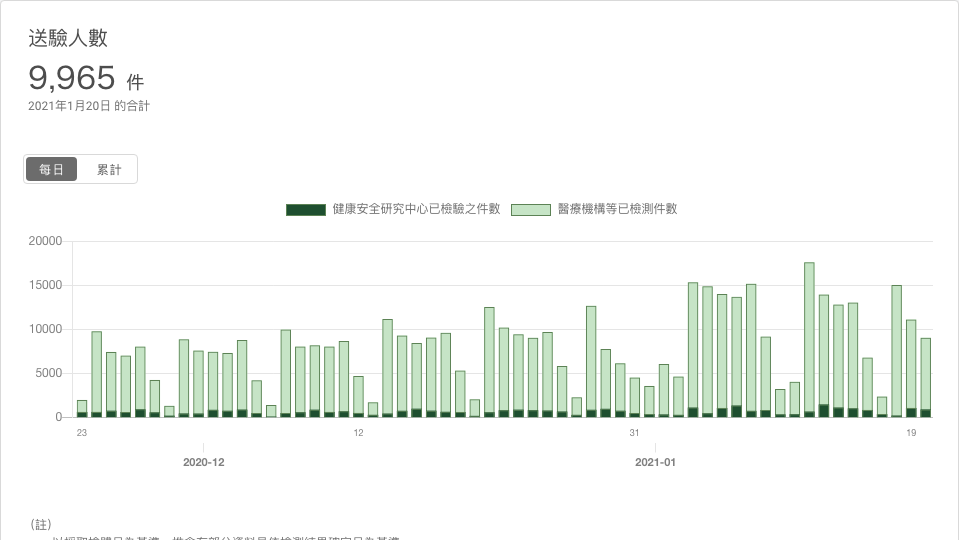 送驗人數
9,965 件
2021年1月20日 的合計
每日 累計
健康安全研究中心已檢驗之件數 醫療機構等已檢測件數
20000
15000
10000
5000
0
23 12 31 19
2020-12 2021-01
（註）